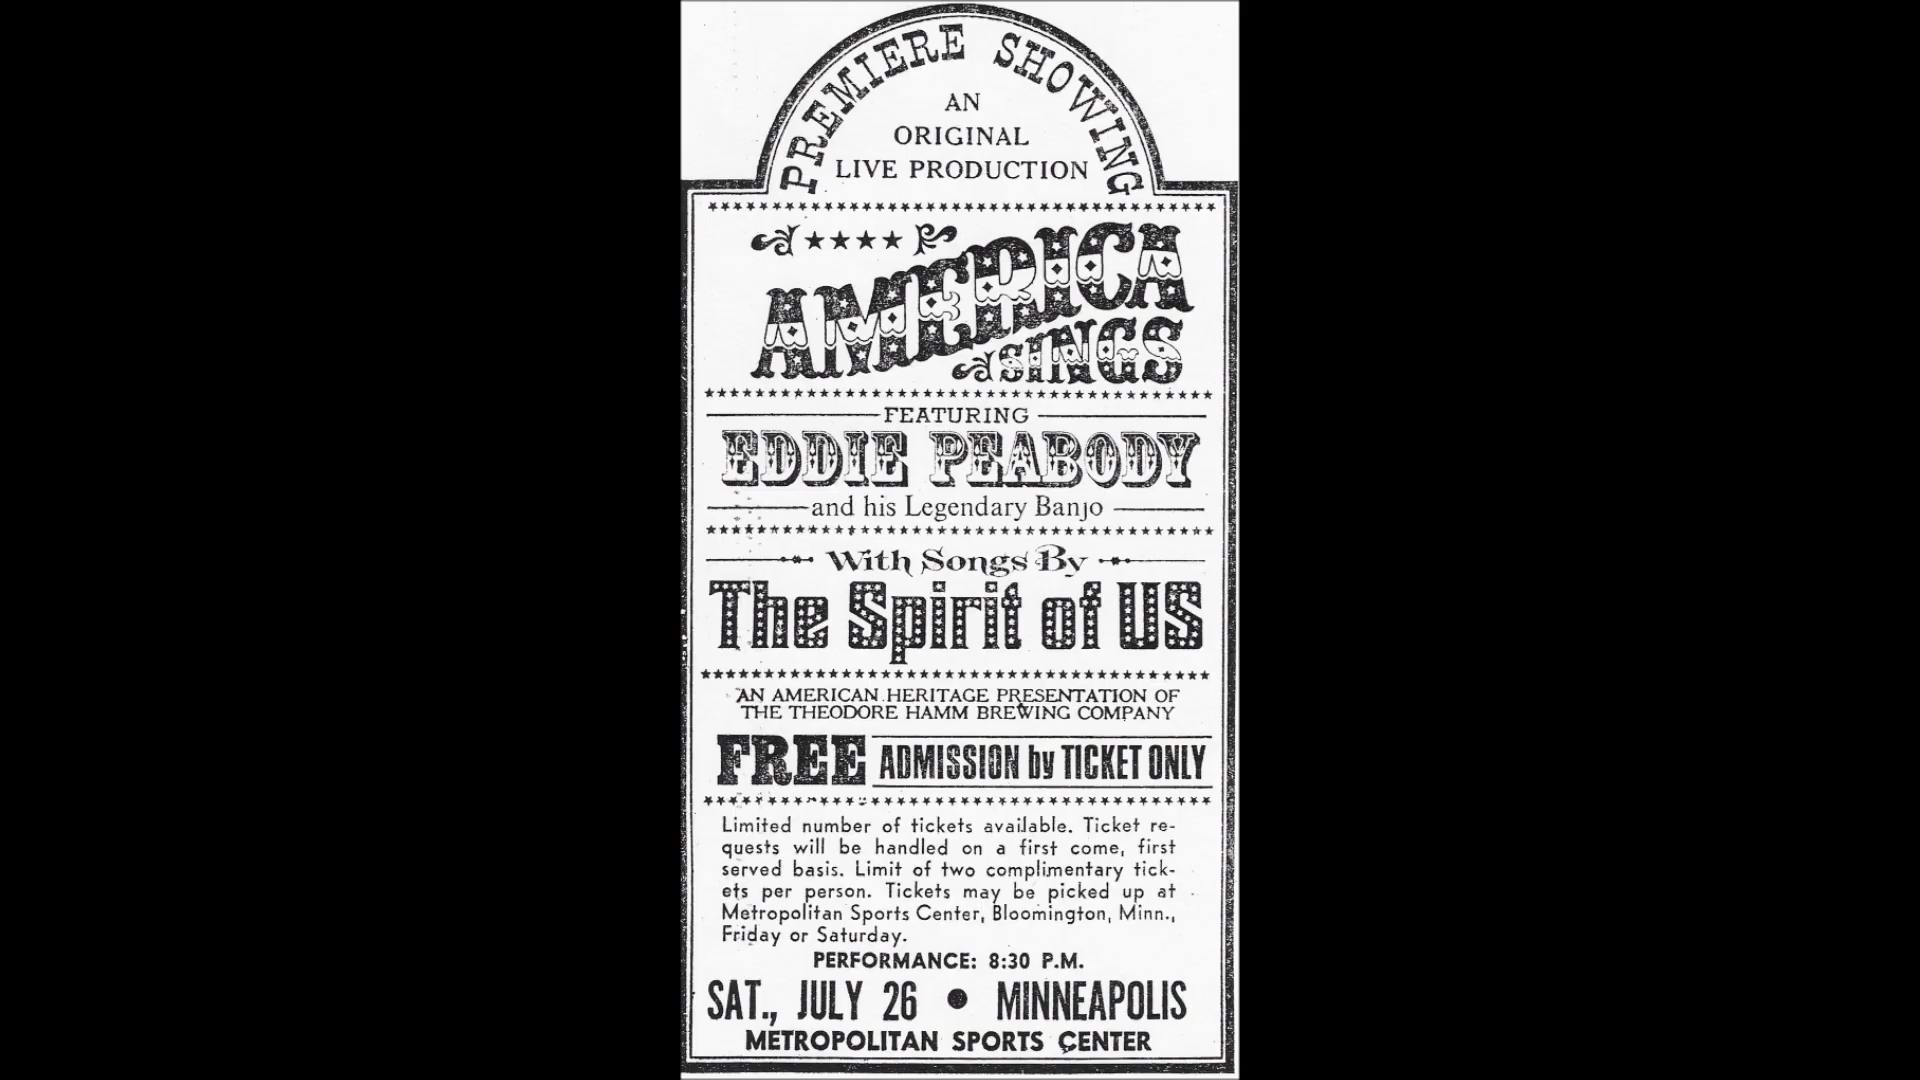 PREMIERE SHOWING
AN
ORIGINAL
LIVE PRODUCTION
AMERICA
SINGS
FEATURING
EDDIE PEABODY
and his Legendary Banjo
With Songs By
The Spirit of US
AN AMERICAN HERITAGE PRESENTATION OF
THE THEODORE HAMM BREWING COMPANY
FREE ADMISSION by TICKET ONLY
Limited number of tickets available. Ticket re-
quests will be handled on a first come, first
served basis. Limit of two complimentary tick-
ets per person. Tickets may be picked up at
Metropolitan Sports Center, Bloomington, Minn.,
Friday or Saturday.
PERFORMANCE: 8:30 P.M.
SAT., JULY 26 • MINNEAPOLIS
METROPOLITAN SPORTS CENTER